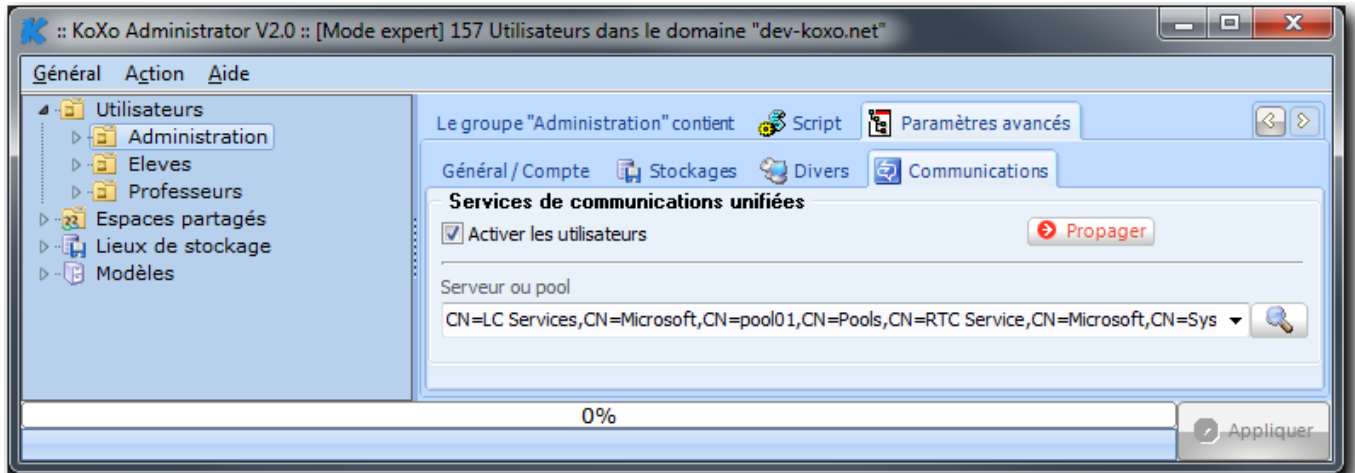 :: KoXo Administrator V2.0 :: [Mode expert] 157 Utilisateurs dans le domaine "dev-koxo.net"
Général Action Aide
Utilisateurs
Administration
Eleves
Professeurs
Espaces partagés
Lieux de stockage
Modèles
Le groupe "Administration" contient Script Paramètres avancés
Général / Compte Stockages Divers Communications
Services de communications unifiées
Activer les utilisateurs Propager
Serveur ou pool
CN=LC Services,CN=Microsoft,CN=pool01,CN=Pools,CN=RTC Service,CN=Microsoft,CN=Sys
0%
Appliquer